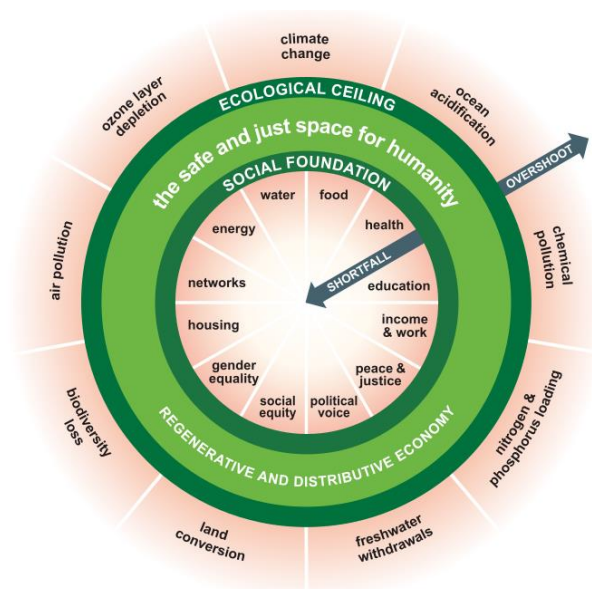 climate
change
ocean
acidification
OVERSHOOT
chemical
pollution
nitrogen &
phosphorus loading
freshwater
withdrawals
land
conversion
biodiversity
loss
air pollution
ozone layer
depletion
ECOLOGICAL CEILING
the safe and just space for humanity
SOCIAL FOUNDATION
water
food
health
SHORTFALL
education
income
& work
peace &
justice
political
voice
social
equity
gender
equality
housing
networks
energy
REGENERATIVE AND DISTRIBUTIVE ECONOMY